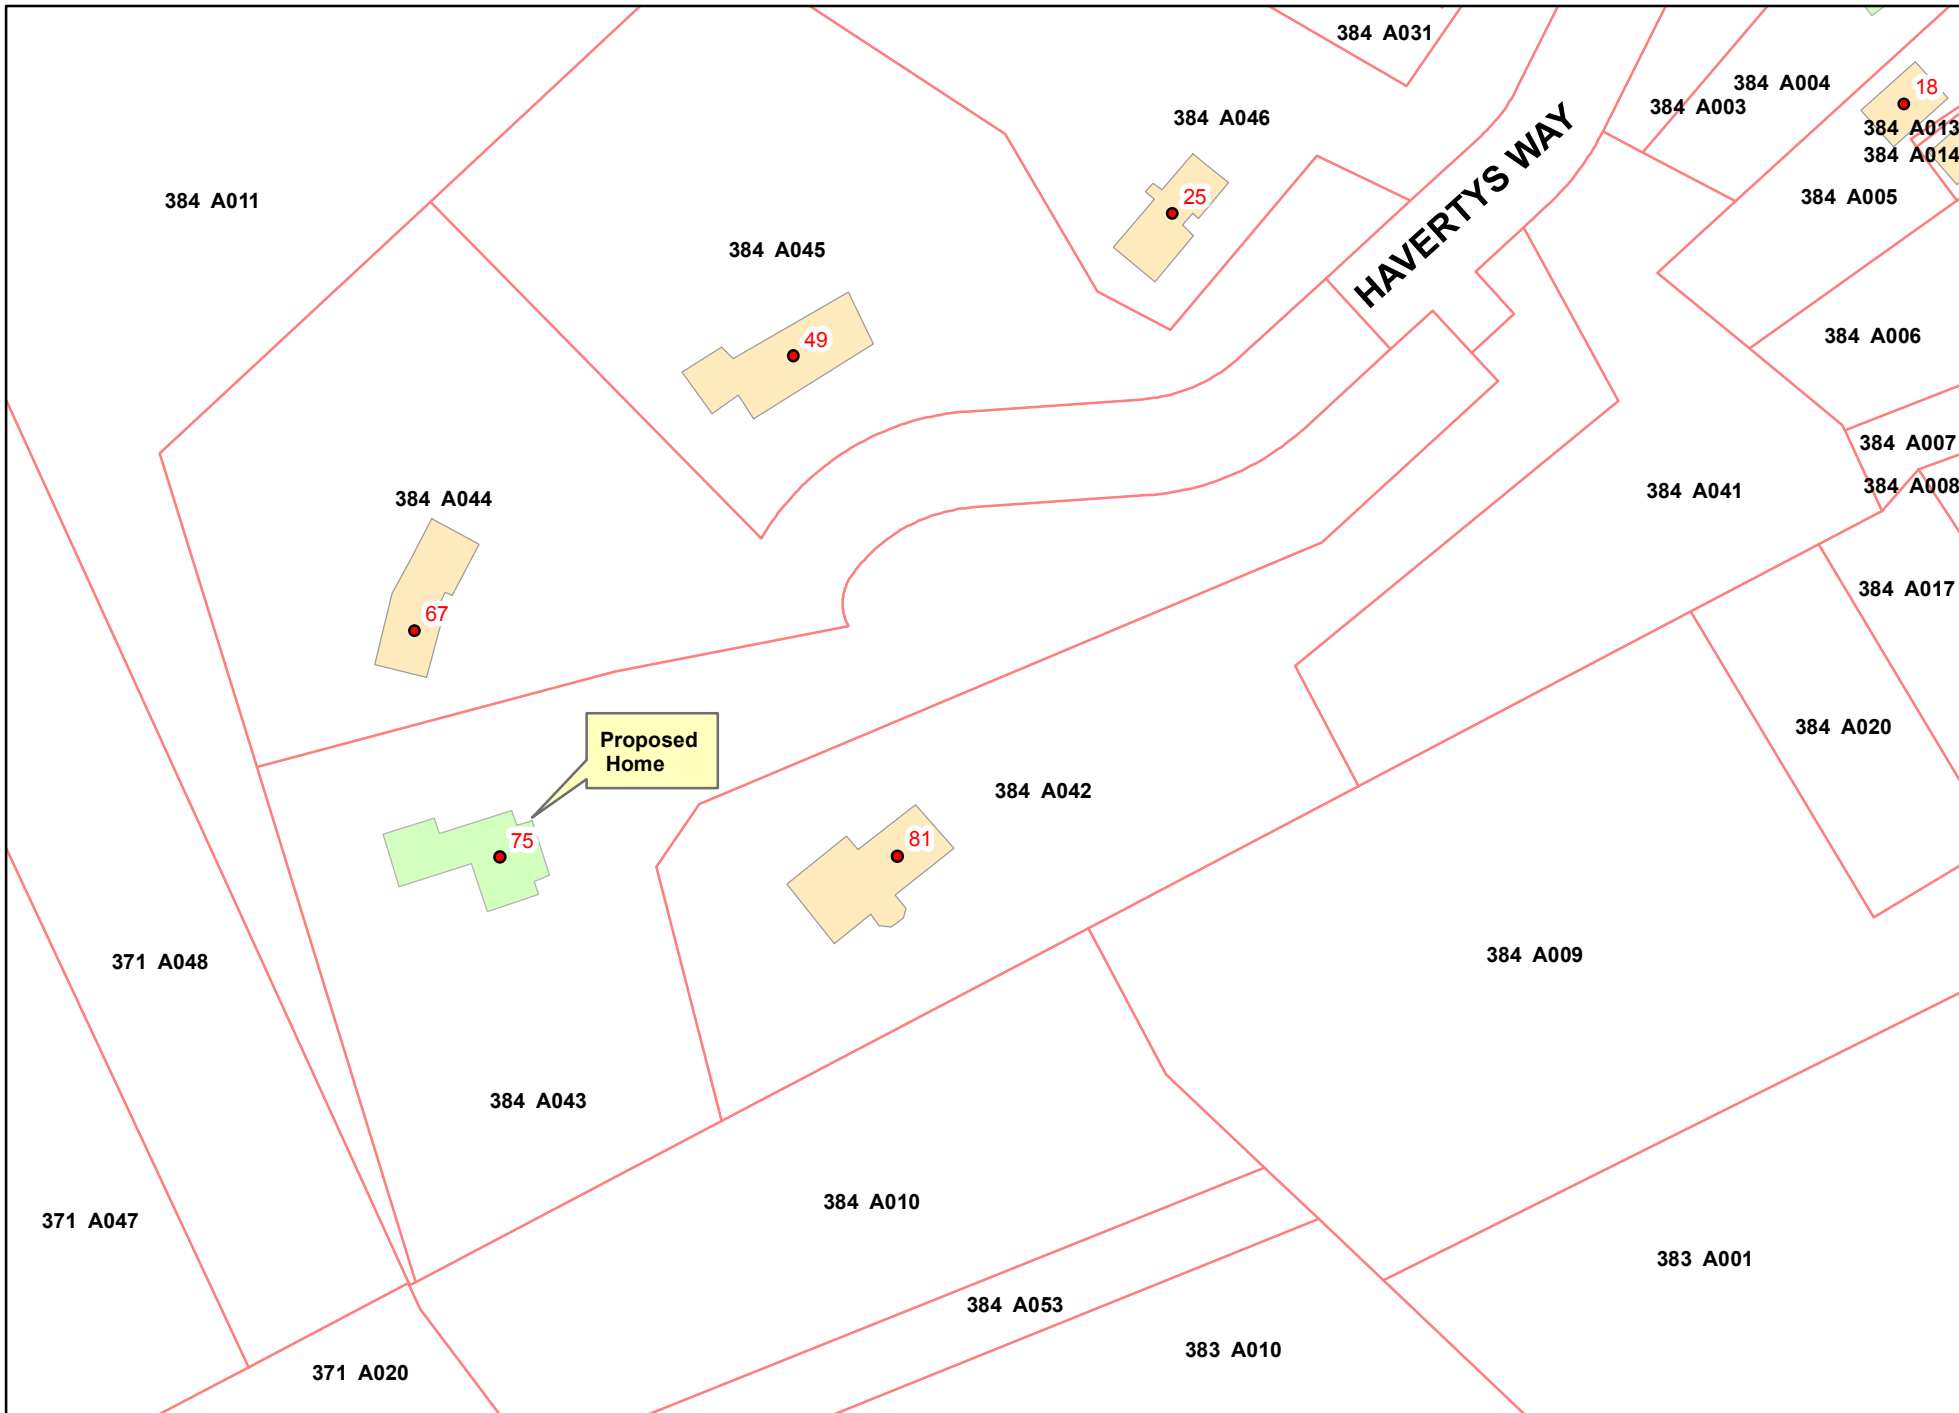 384 A031
384 A004
18
384 A003
384 A046
384 A013
384 A014
HAVERTYS WAY
25
384 A005
384 A011
384 A045
49
384 A006
384 A007
384 A008
384 A041
384 A044
384 A017
67
384 A020
Proposed
Home
384 A042
75
81
384 A009
371 A048
384 A043
384 A010
371 A047
383 A001
384 A053
383 A010
371 A020